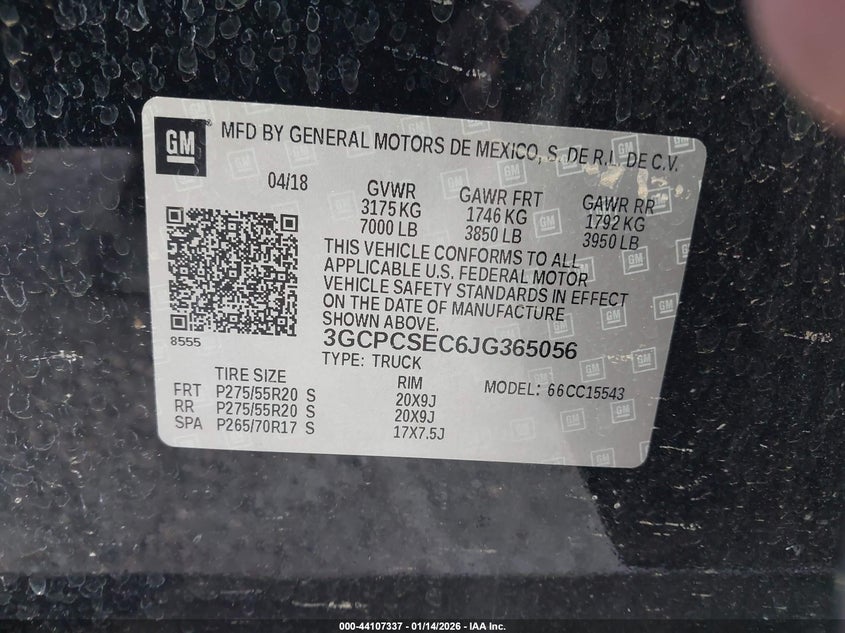 GM MFD BY GENERAL MOTORS DE MEXICO, S. DE R.L. DE C.V.
04/18 GVWR GAWR FRT GAWR RR
3175 KG 1746 KG 1792 KG
7000 LB 3850 LB 3950 LB
THIS VEHICLE CONFORMS TO ALL
APPLICABLE U.S. FEDERAL MOTOR
VEHICLE SAFETY STANDARDS IN EFFECT
ON THE DATE OF MANUFACTURE
SHOWN ABOVE.
8555
3GCPCSEC6JG365056
TYPE: TRUCK
TIRE SIZE RIM MODEL: 66CC15543
FRT P275/55R20 S 20X9J
RR P275/55R20 S 20X9J
SPA P265/70R17 S 17X7.5J
000-44107337 - 01/14/2026 - IAA Inc.